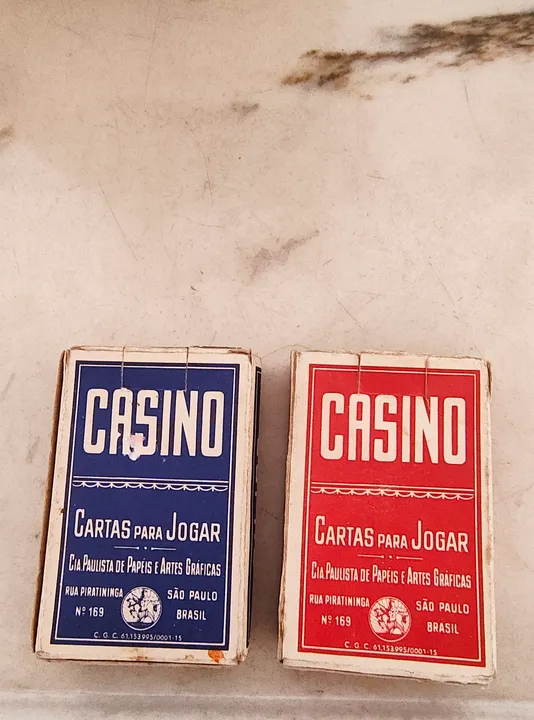 CASINO
CARTAS PARA JOGAR
CIA PAULISTA DE PAPÉIS E ARTES GRÁFICAS
RUA PIRATININGA
Nº 169
SÃO PAULO
BRASIL
C. G. C. 61.153.995/0001-15
CASINO
CARTAS PARA JOGAR
CIA PAULISTA DE PAPÉIS E ARTES GRÁFICAS
RUA PIRATININGA
Nº 169
SÃO PAULO
BRASIL
C. G. C. 61.153.995/0001-15